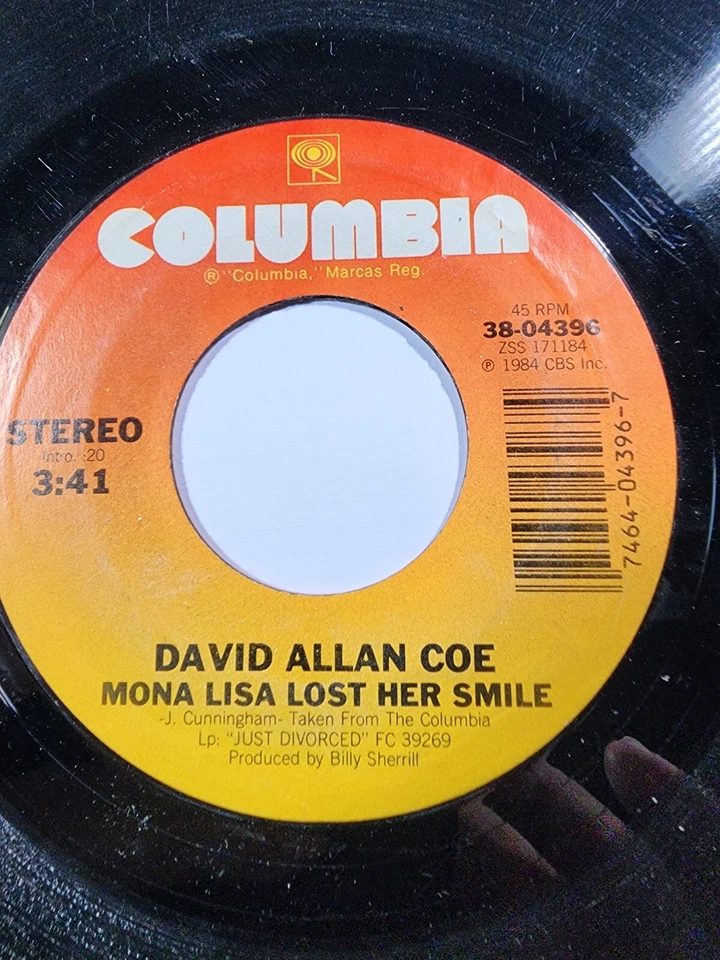 COLUMBIA
® "Columbia," Marcas Reg.
45 RPM
38-04396
ZSS 171184
℗ 1984 CBS Inc.
STEREO
Intro. :20
3:41
7464-04396-7
DAVID ALLAN COE
MONA LISA LOST HER SMILE
-J. Cunningham- Taken From The Columbia
Lp: "JUST DIVORCED" FC 39269
Produced by Billy Sherrill